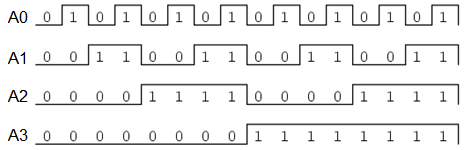 A0 0 1 0 1 0 1 0 1 0 1 0 1 0 1 0 1
A1 0 0 1 1 0 0 1 1 0 0 1 1 0 0 1 1
A2 0 0 0 0 1 1 1 1 0 0 0 0 1 1 1 1
A3 0 0 0 0 0 0 0 0 1 1 1 1 1 1 1 1